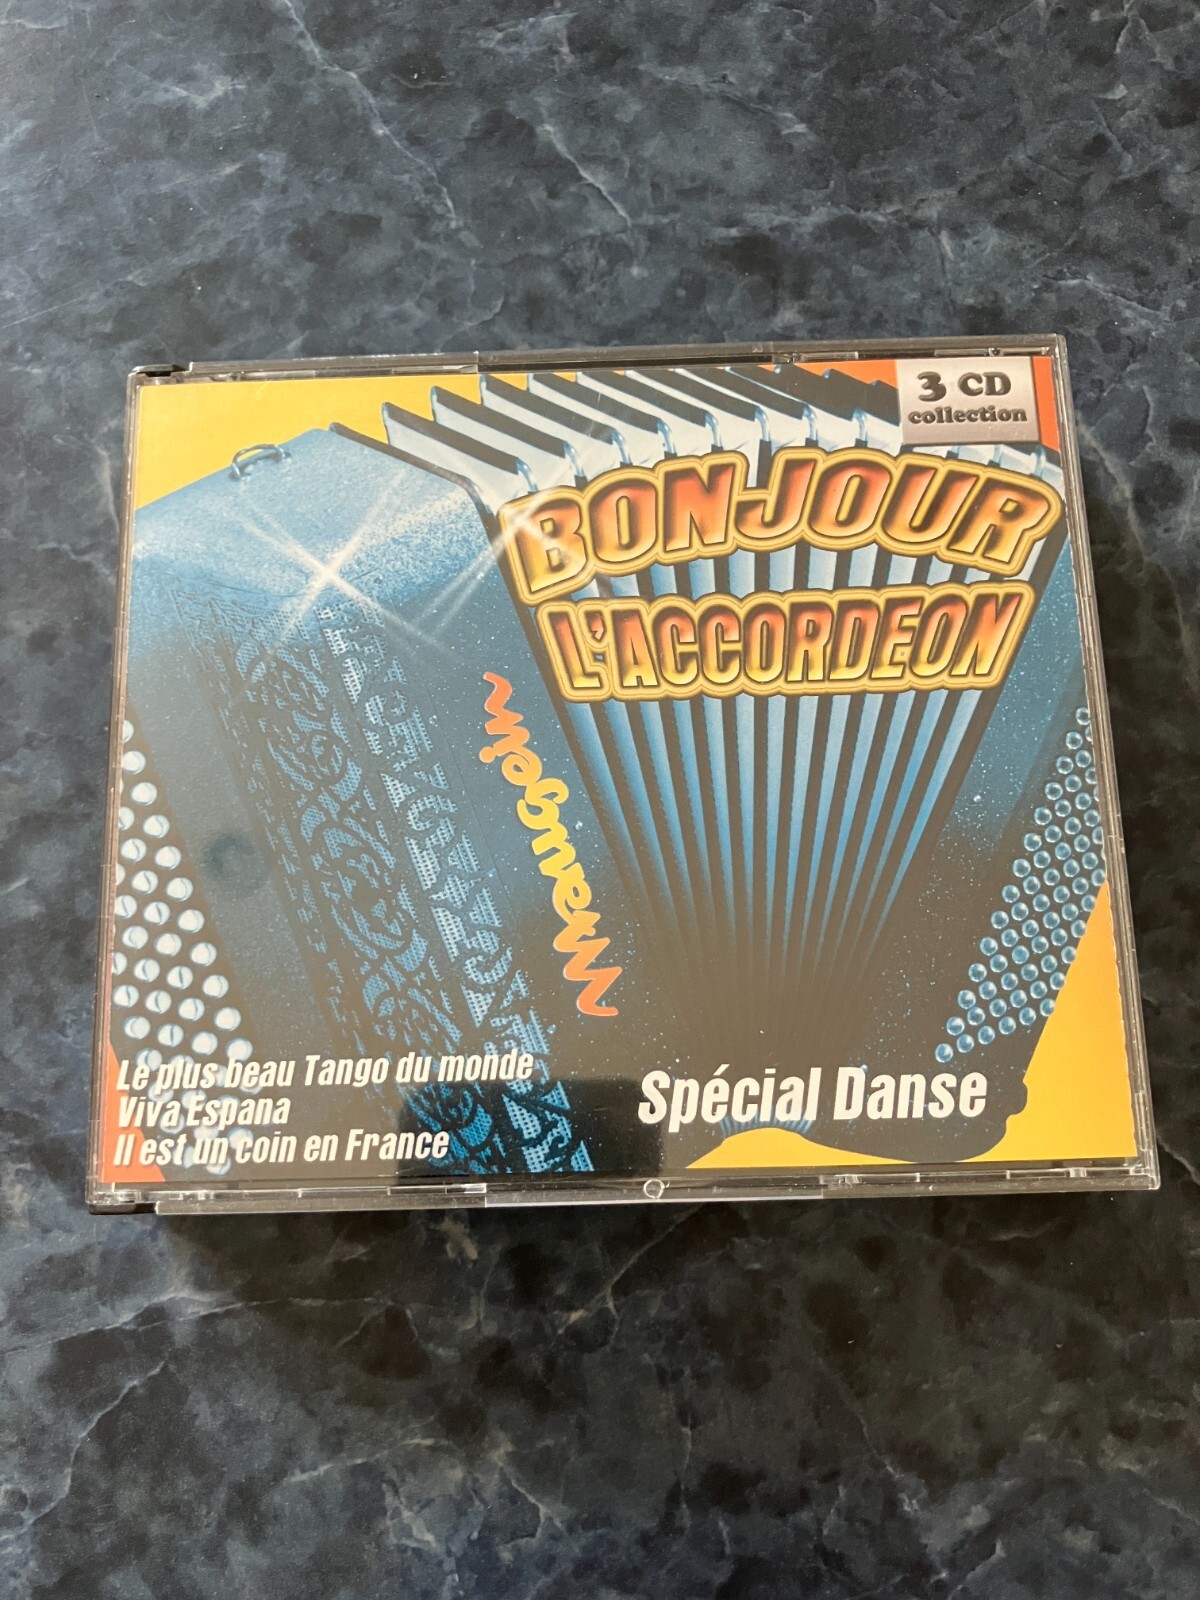 3 CD
collection
BONJOUR
L'ACCORDEON
Le plus beau Tango du monde
Viva Espana
Il est un coin en France
Spécial Danse